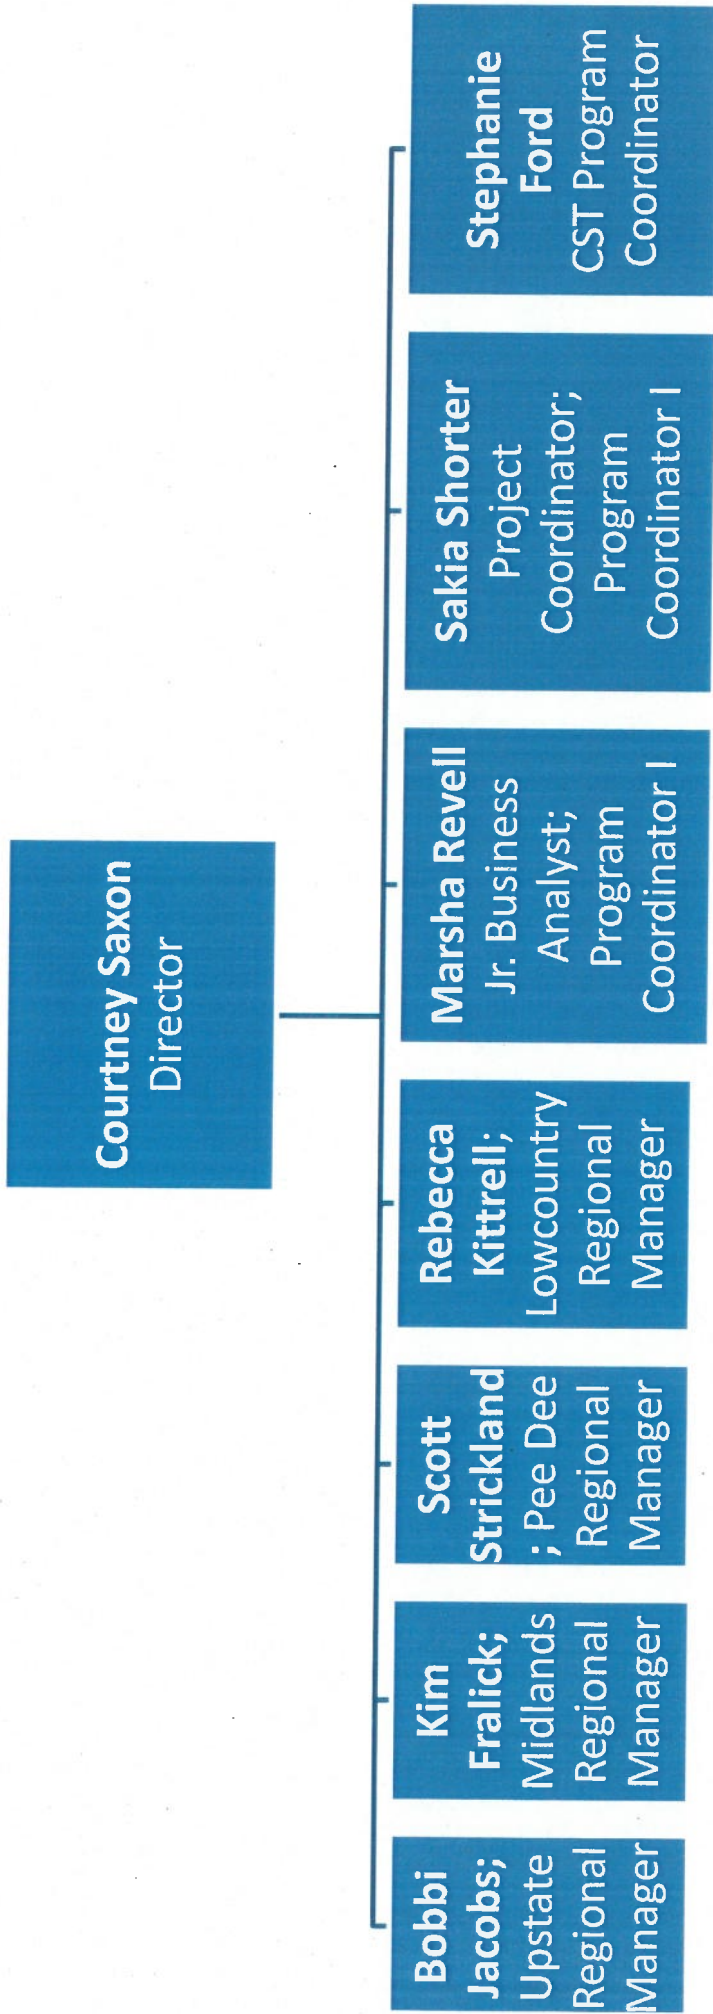 Courtney Saxon
Director
Bobbi
Jacobs;
Upstate
Regional
Manager
Kim
Fralick;
Midlands
Regional
Manager
Scott
Strickland
; Pee Dee
Regional
Manager
Rebecca
Kittrell;
Lowcountry
Regional
Manager
Marsha Revell
Jr. Business
Analyst;
Program
Coordinator I
Sakia Shorter
Project
Coordinator;
Program
Coordinator I
Stephanie
Ford
CST Program
Coordinator